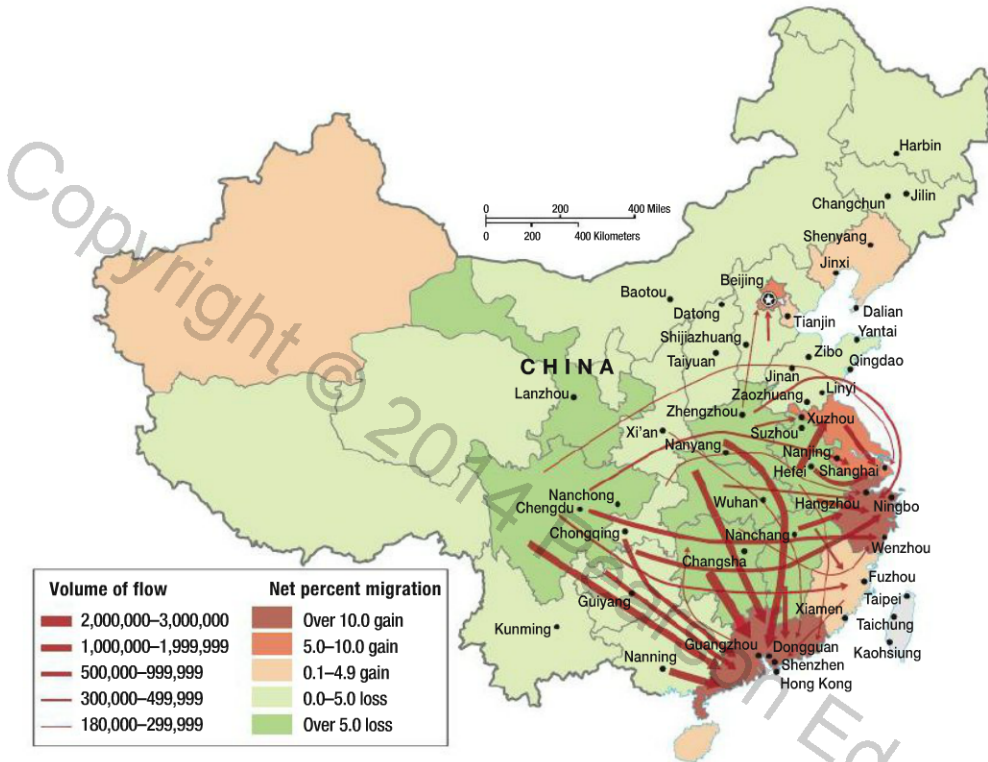 Harbin
Changchun
Jilin
Shenyang
Jinxi
0 200 400 Miles
0 200 400 Kilometers
Beijing
Baotou
Datong
Tianjin
Dalian
Yantai
Shijiazhuang
Taiyuan
Zibo
Qingdao
CHINA
Jinan
Linyi
Lanzhou
Zaozhuang
Zhengzhou
Xuzhou
Xi'an
Suzhou
Nanyang
Nanjing
Hefei
Shanghai
Nanchong
Wuhan
Hangzhou
Ningbo
Chengdu
Chongqing
Nanchang
Wenzhou
Changsha
Fuzhou
Taipei
Guiyang
Xiamen
Taichung
Kunming
Guangzhou
Dongguan
Kaohsiung
Nanning
Shenzhen
Hong Kong
Volume of flow
2,000,000–3,000,000
1,000,000–1,999,999
500,000–999,999
300,000–499,999
180,000–299,999
Net percent migration
Over 10.0 gain
5.0–10.0 gain
0.1–4.9 gain
0.0–5.0 loss
Over 5.0 loss
Copyright © 2014 Pearson Ed